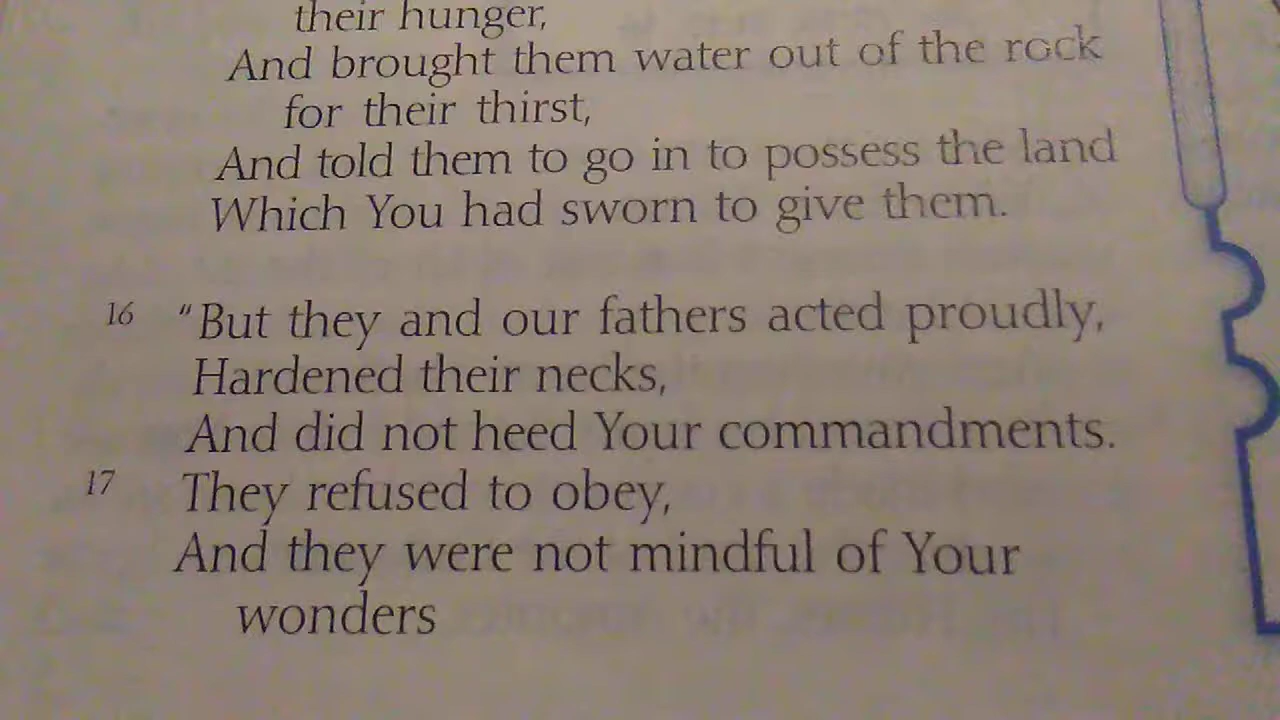 their hunger,
And brought them water out of the rock
for their thirst,
And told them to go in to possess the land
Which You had sworn to give them.
16 “But they and our fathers acted proudly,
Hardened their necks,
And did not heed Your commandments.
17 They refused to obey,
And they were not mindful of Your
wonders